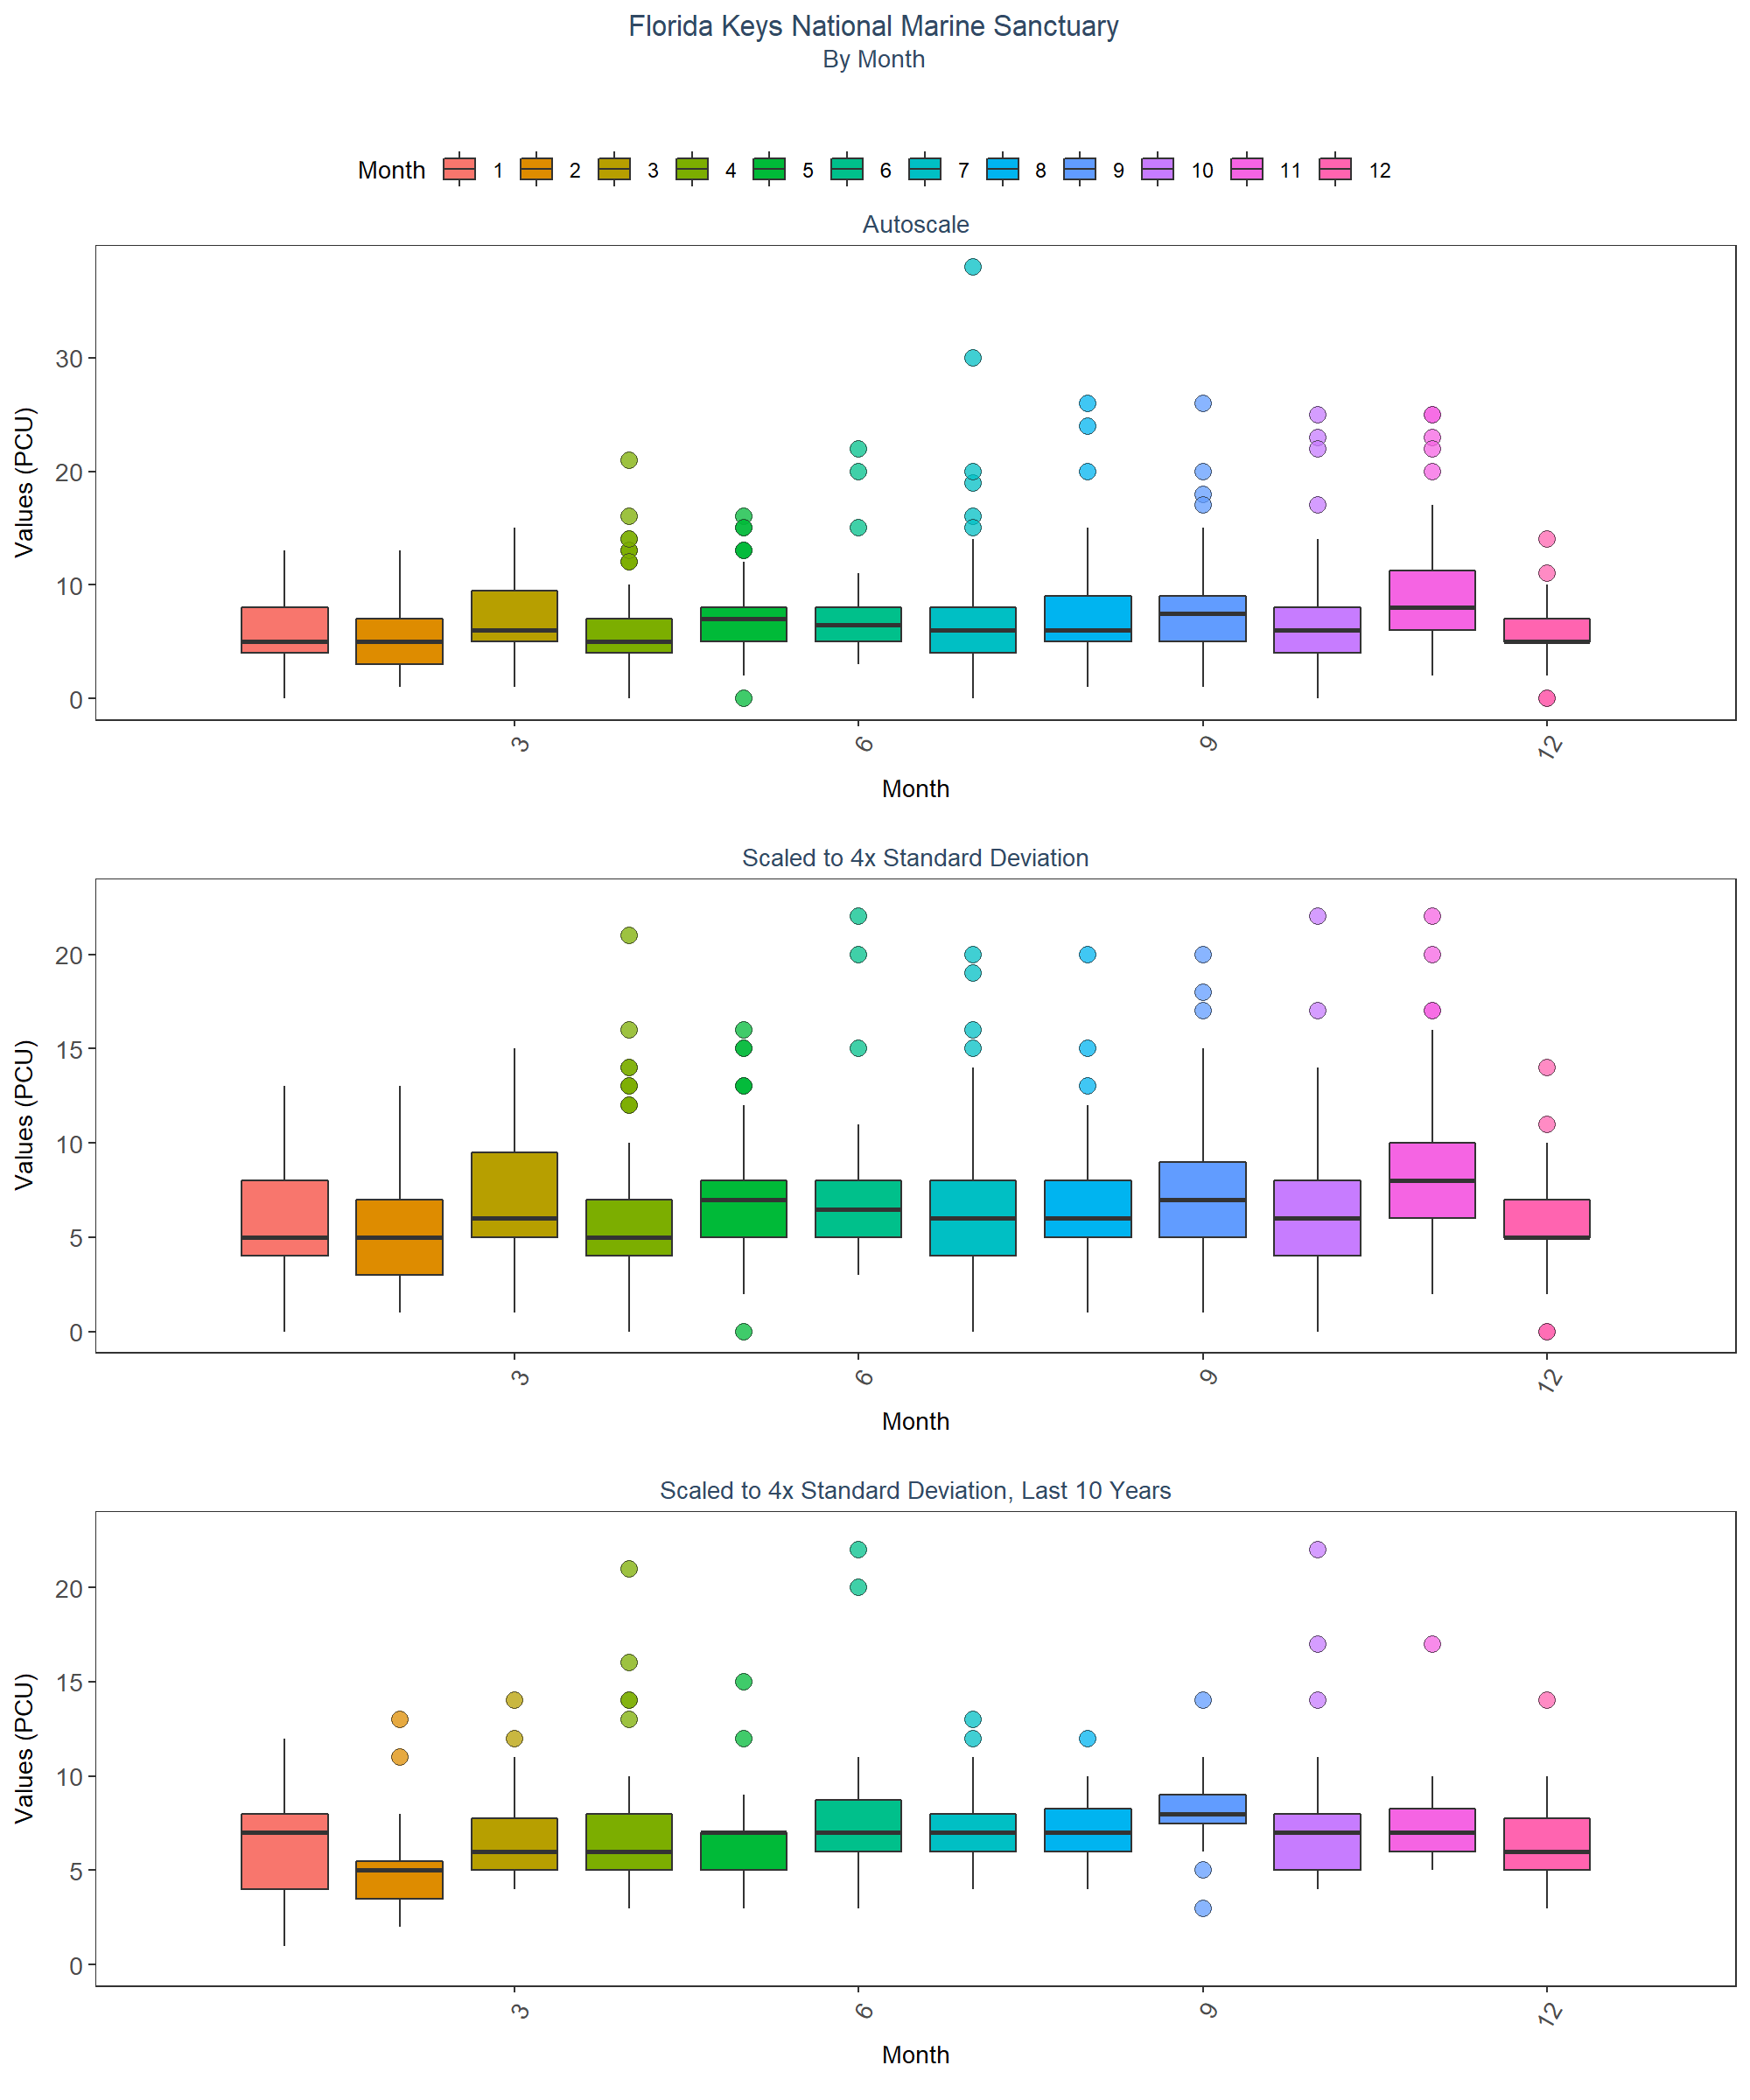 Florida Keys National Marine Sanctuary
By Month
Month 1 2 3 4 5 6 7 8 9 10 11 12
Autoscale
Values (PCU)
30
20
10
0
3 6 9 12
Month
Scaled to 4x Standard Deviation
Values (PCU)
20
15
10
5
0
3 6 9 12
Month
Scaled to 4x Standard Deviation, Last 10 Years
Values (PCU)
20
15
10
5
0
3 6 9 12
Month